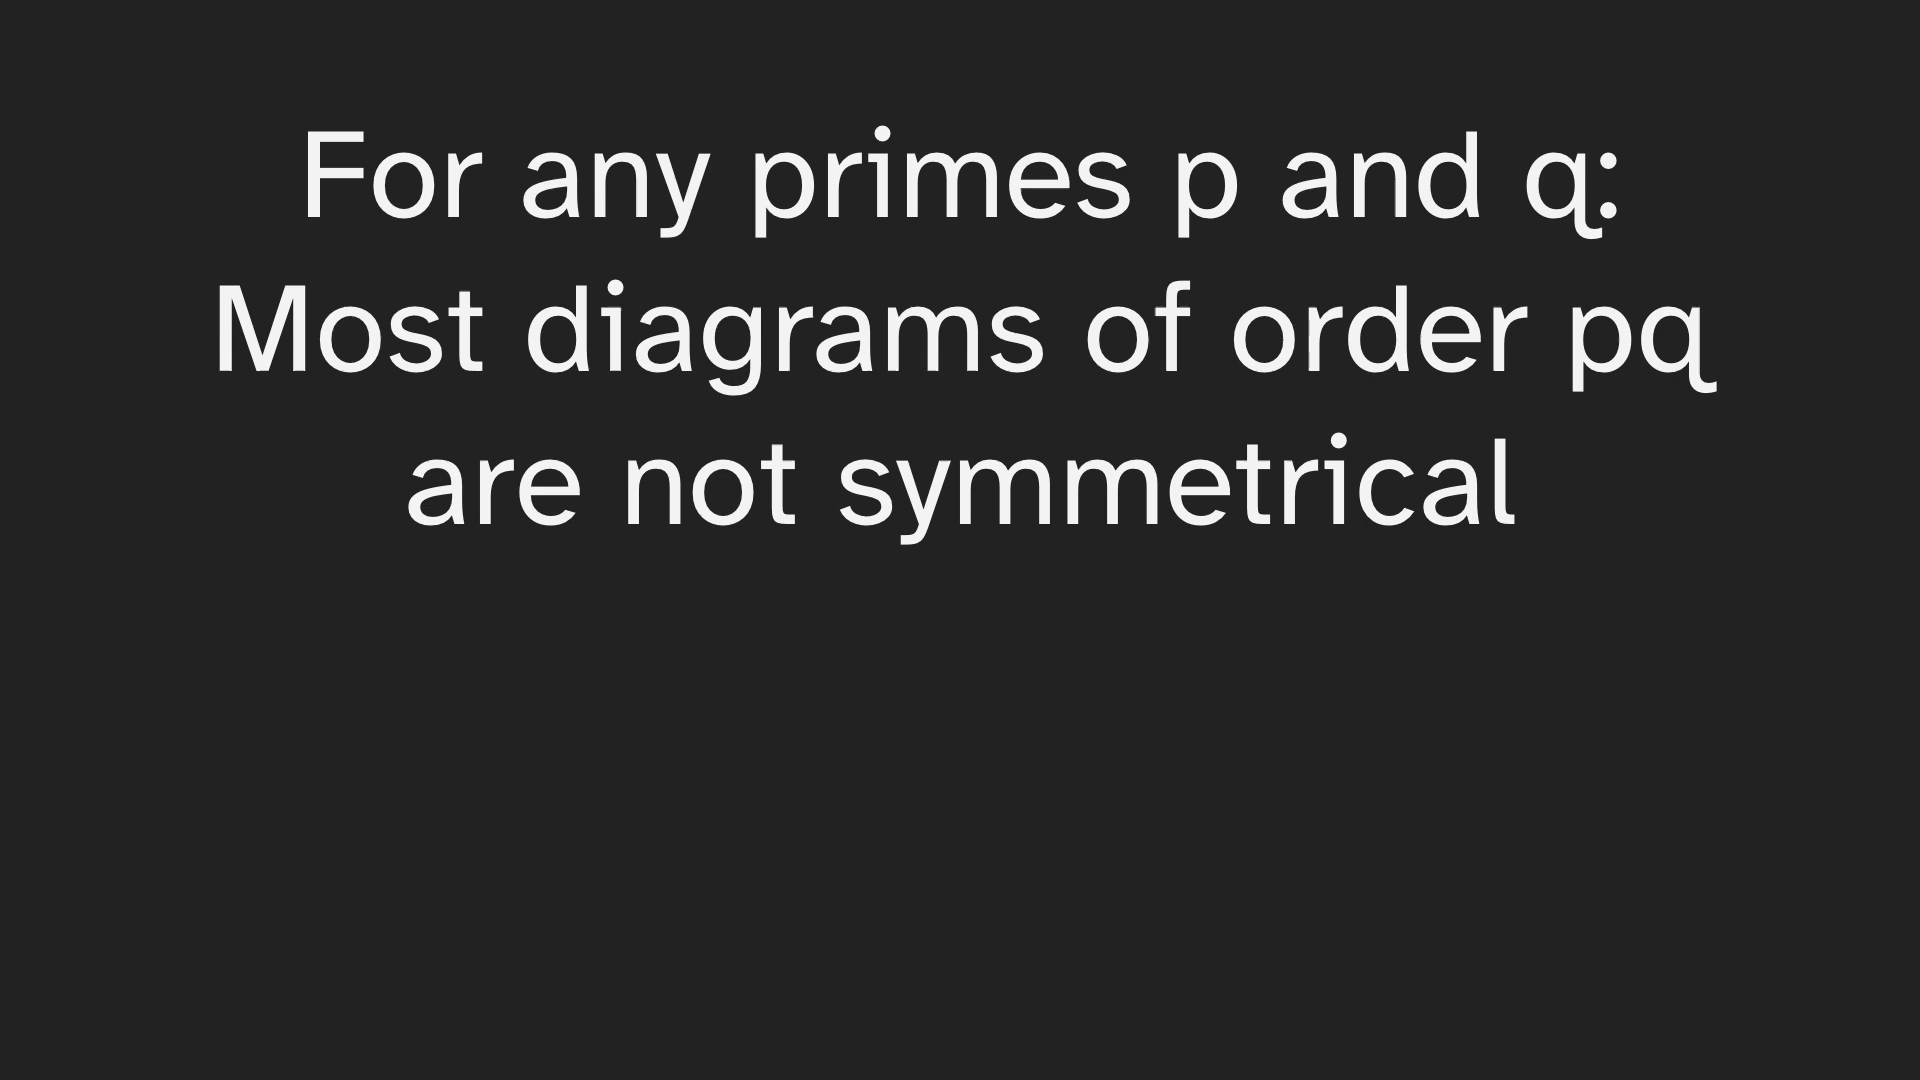 For any primes p and q:
Most diagrams of order pq
are not symmetrical